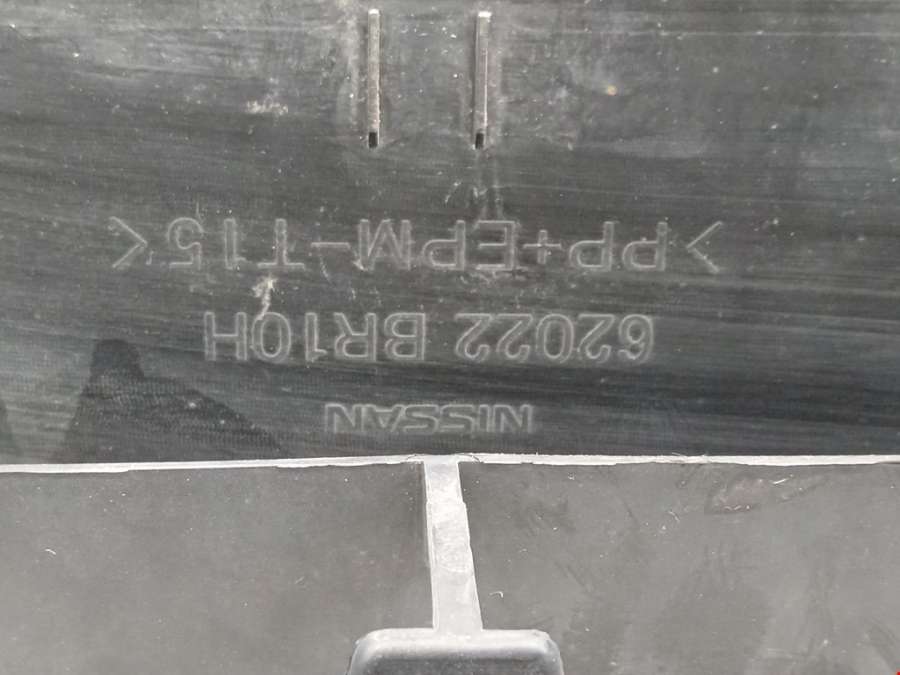 NISSAN
62022 BR10H
>PP+EPM-T15<